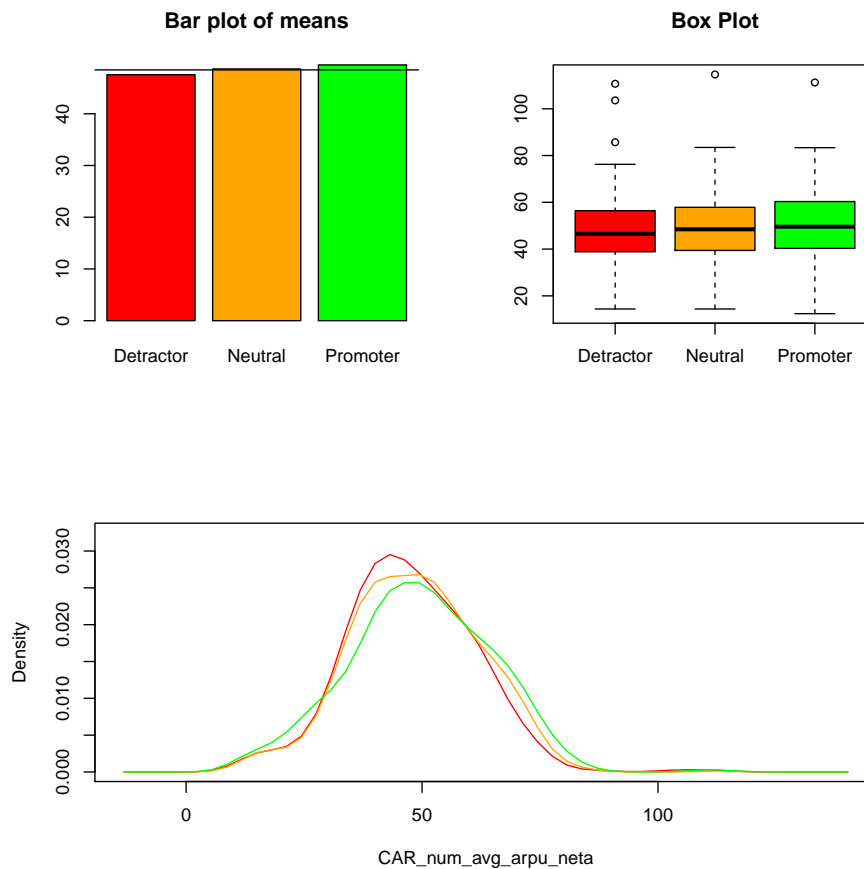 Bar plot of means
0
10
20
30
40
Detractor
Neutral
Promoter
Box Plot
20
40
60
80
100
Detractor
Neutral
Promoter
Density
0.000
0.010
0.020
0.030
0
50
100
CAR_num_avg_arpu_neta